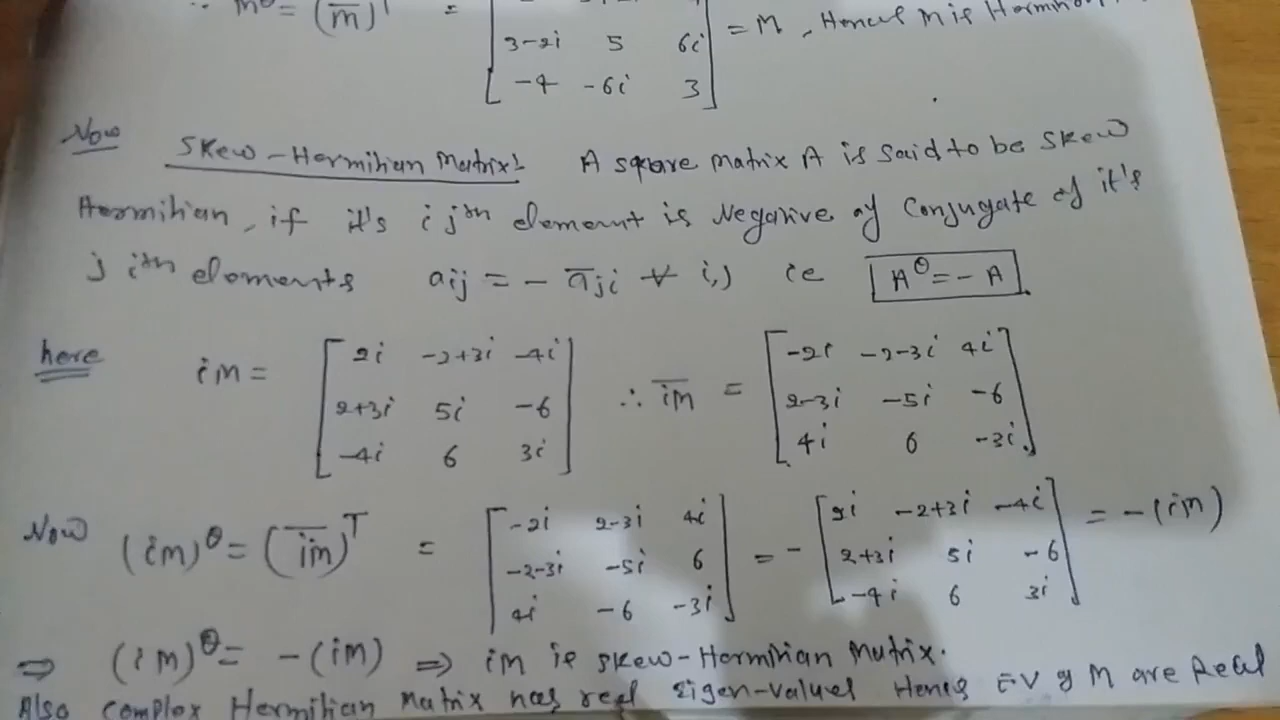 ∴ M^θ = (M̅)^T = = M, Hence M is
3-2i 5 6i
-4 -6i 3
Now Skew-Hermitian Matrix: A square matrix A is said to be Skew
Hermitian, if it's ij^th element is Negative of Conjugate of it's
ji^th elements aij = - a̅ji ∀ i,j ie A^θ = - A
here iM = [2i -2+3i -4i ∴ i̅M̅ = [-2i -2-3i 4i
2+3i 5i -6 2-3i -5i -6
-4i 6 3i] 4i 6 -3i]
Now (iM)^θ = (i̅M̅)^T = [-2i 2-3i 4i = - [2i -2+3i -4i = -(iM)
-2-3i -5i 6 2+3i 5i -6
4i -6 -3i] -4i 6 3i]
⇒ (iM)^θ = -(iM) ⇒ iM is skew-Hermitian Matrix.
Also complex Hermitian Matrix has real Eigen-values Hence EV of M are Real